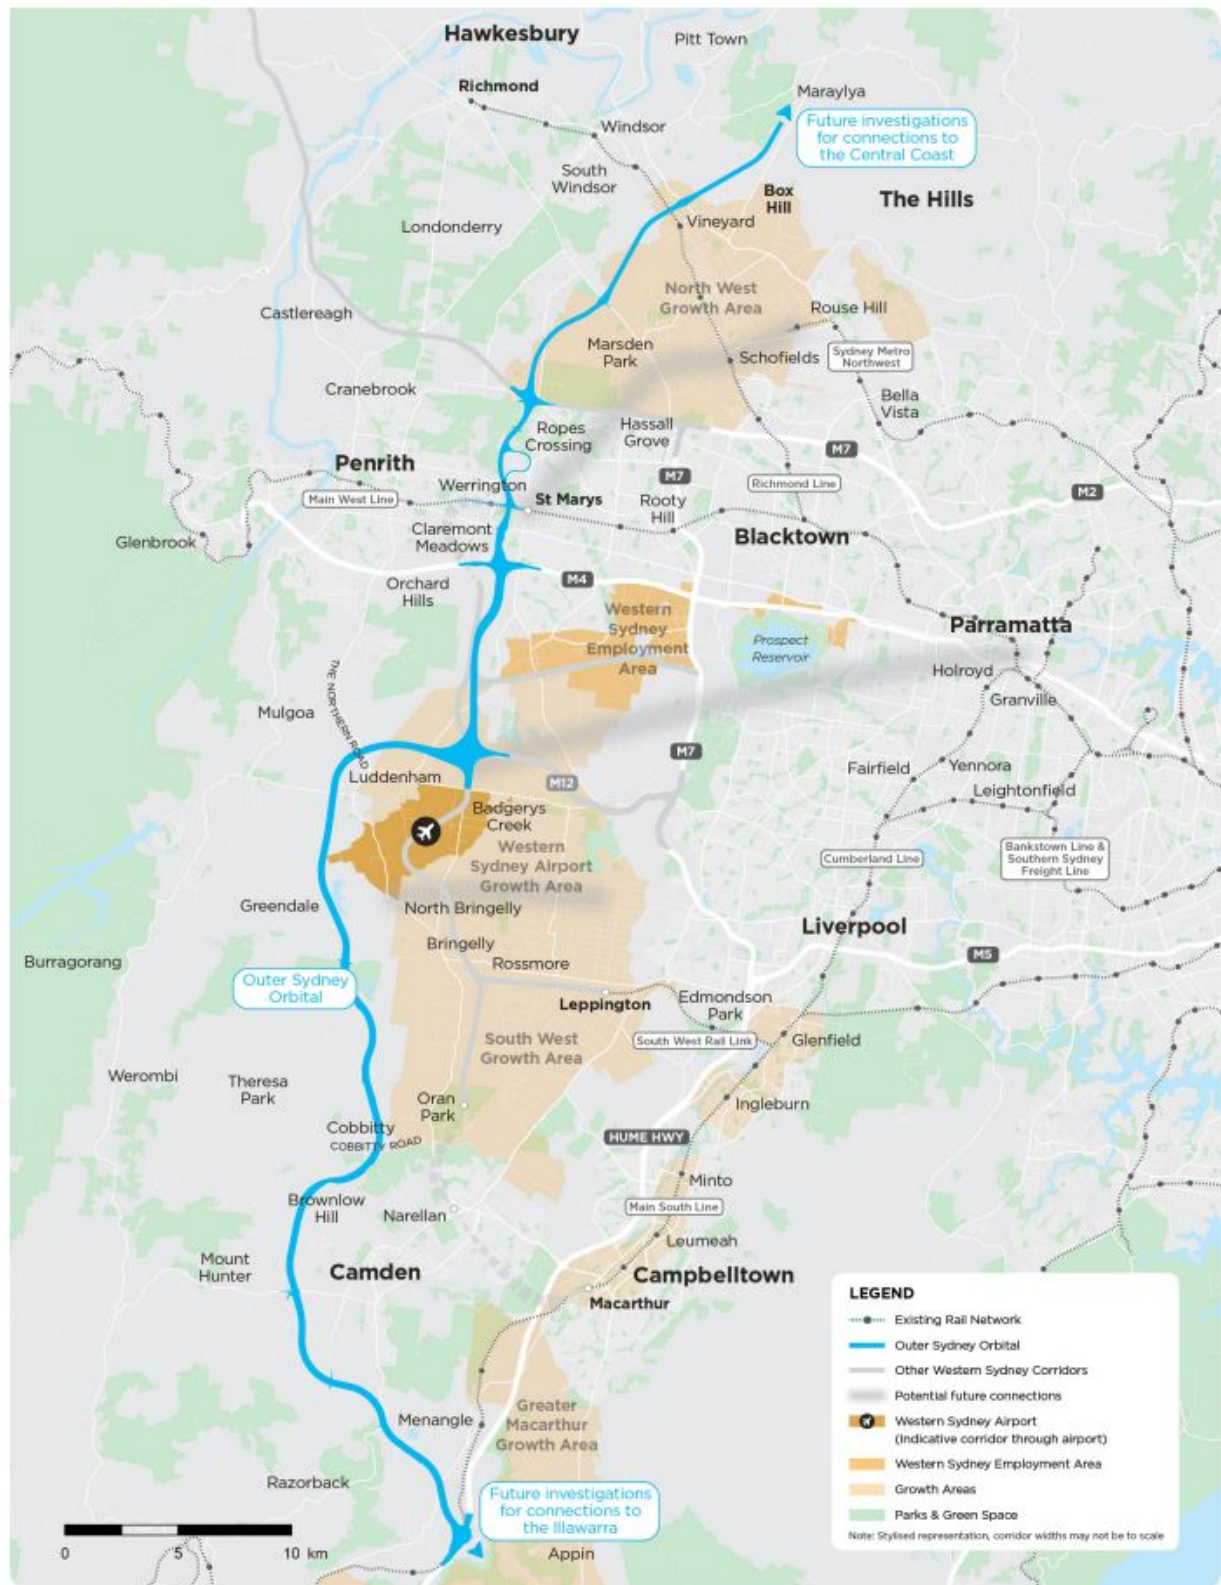 Hawkesbury
Pitt Town
Richmond
Maraylya
Future investigations
for connections to
the Central Coast
Windsor
South
Windsor
Box
Hill
The Hills
Londonderry
Vineyard
North West
Growth Area
Castlereagh
Rouse Hill
Marsden
Park
Schofields
Sydney Metro
Northwest
Cranebrook
Bella
Vista
Ropes
Crossing
Hassall
Grove
M7
Penrith
M7
Richmond Line
Werrington
Main West Line
St Marys
Rooty
Hill
M2
Claremont
Meadows
Blacktown
Glenbrook
Orchard
Hills
M4
Western
Sydney
Employment
Area
Prospect
Reservoir
Parramatta
Holroyd
Granville
THE NORTHERN ROAD
Mulgoa
M7
Luddenham
M12
Fairfield
Yennora
Leightonfield
Badgerys
Creek
Western
Sydney Airport
Growth Area
Cumberland Line
Bankstown Line &
Southern Sydney
Freight Line
Greendale
North Bringelly
Liverpool
Bringelly
M5
Burragorang
Rossmore
Outer Sydney
Orbital
Leppington
Edmondson
Park
South West
Growth Area
South West Rail Link
Glenfield
Werombi
Theresa
Park
Oran
Park
Ingleburn
Cobbitty
COBBITTY ROAD
HUME HWY
Minto
Brownlow
Hill
Narellan
Main South Line
Leumeah
Mount
Hunter
Camden
Campbelltown
Macarthur
LEGEND
Existing Rail Network
Outer Sydney Orbital
Other Western Sydney Corridors
Potential future connections
Western Sydney Airport
(Indicative corridor through airport)
Western Sydney Employment Area
Growth Areas
Parks & Green Space
Note: Stylised representation, corridor widths may not be to scale
Greater
Macarthur
Growth Area
Menangle
Razorback
Future investigations
for connections to
the Illawarra
Appin
0 5 10 km